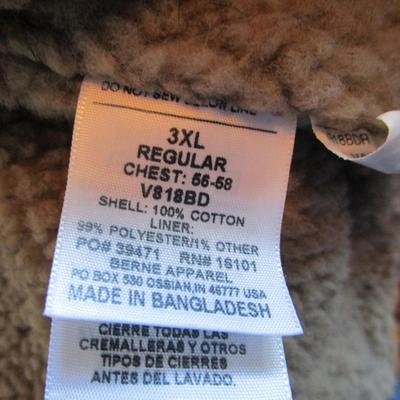 DO NOT SEW BELOW LINE
3XL
REGULAR
CHEST: 56-58
V818BD
SHELL: 100% COTTON
LINER:
99% POLYESTER/1% OTHER
PO# 39471 RN# 16101
BERNE APPAREL
PO BOX 530 OSSIAN, IN 46777 USA
MADE IN BANGLADESH
CIERRE TODAS LAS
CREMALLERAS Y OTROS
TIPOS DE CIERRES
ANTES DEL LAVADO.